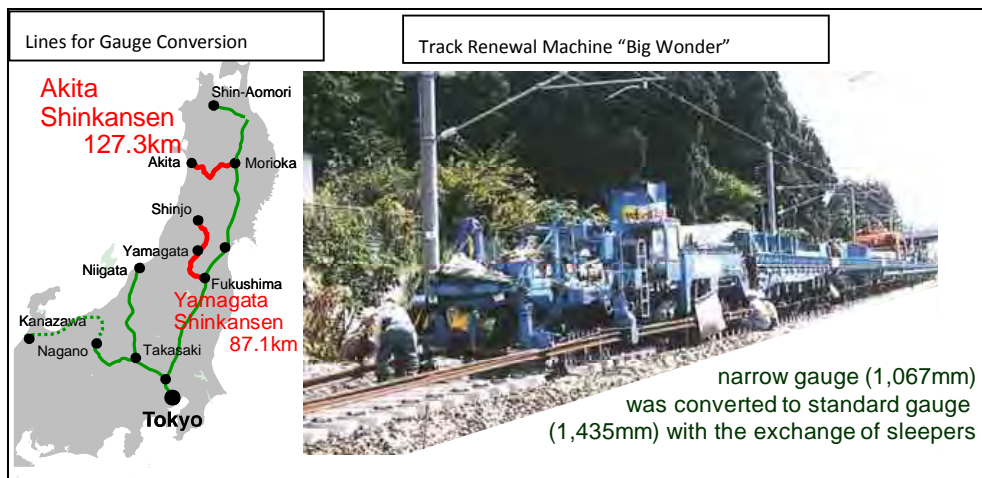 Lines for Gauge Conversion
Track Renewal Machine “Big Wonder”
Akita
Shinkansen
127.3km
Shin-Aomori
Akita
Morioka
Shinjo
Yamagata
Niigata
Fukushima
Yamagata
Shinkansen
87.1km
Kanazawa
Nagano
Takasaki
Tokyo
narrow gauge (1,067mm)
was converted to standard gauge
(1,435mm) with the exchange of sleepers